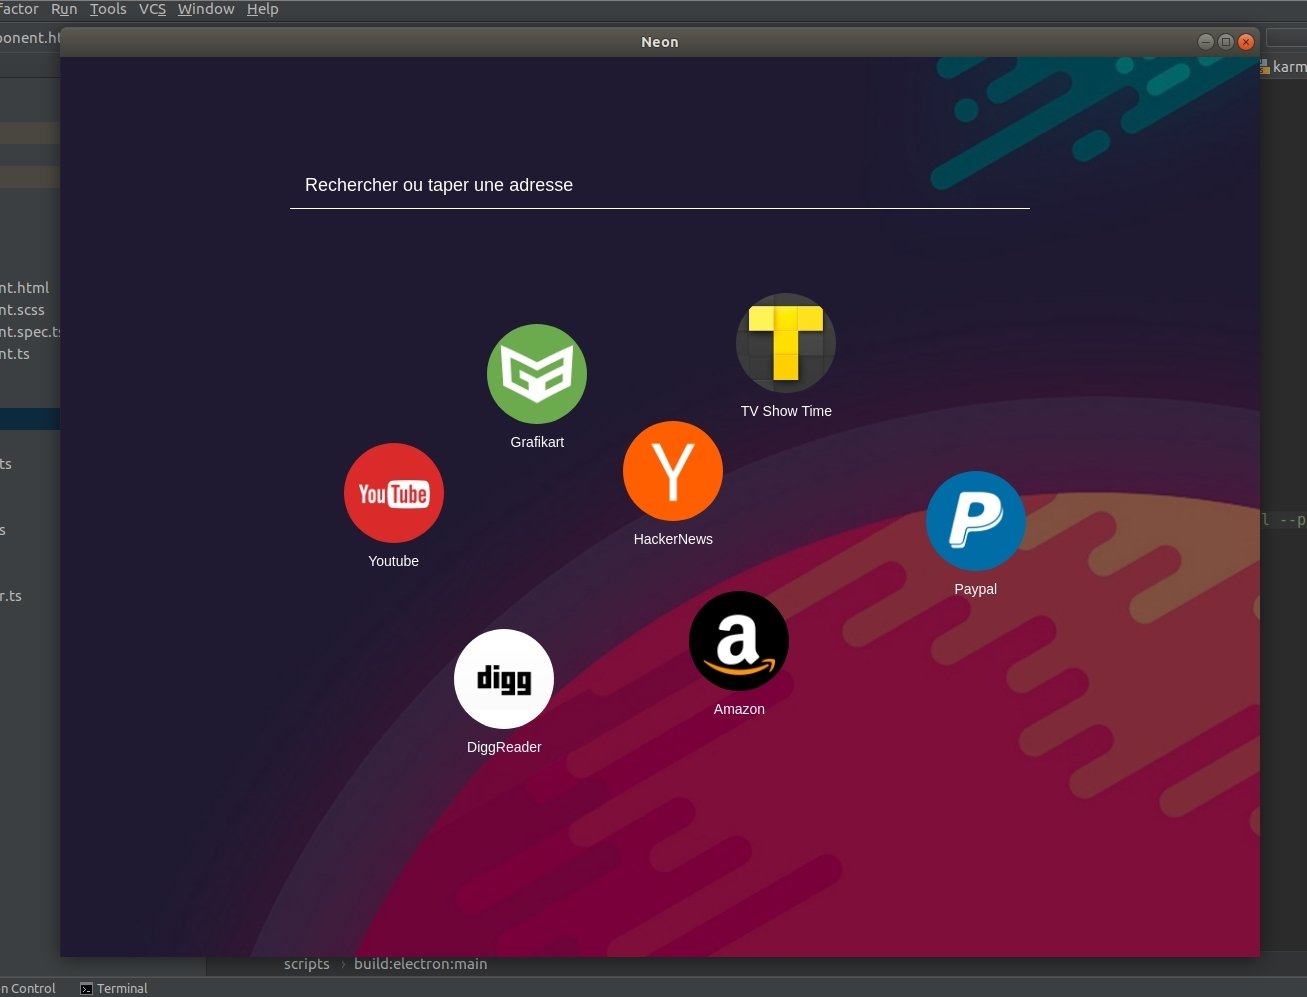 factor Run Tools VCS Window Help
ponent.ht
Neon
karm
Rechercher ou taper une adresse
nt.html
nt.scss
nt.spec.ts
nt.ts
TV Show Time
Grafikart
You Tube
Youtube
Y
HackerNews
l --p
P
Paypal
ts
s
r.ts
a
Amazon
digg
DiggReader
scripts › build:electron:main
n Control Terminal